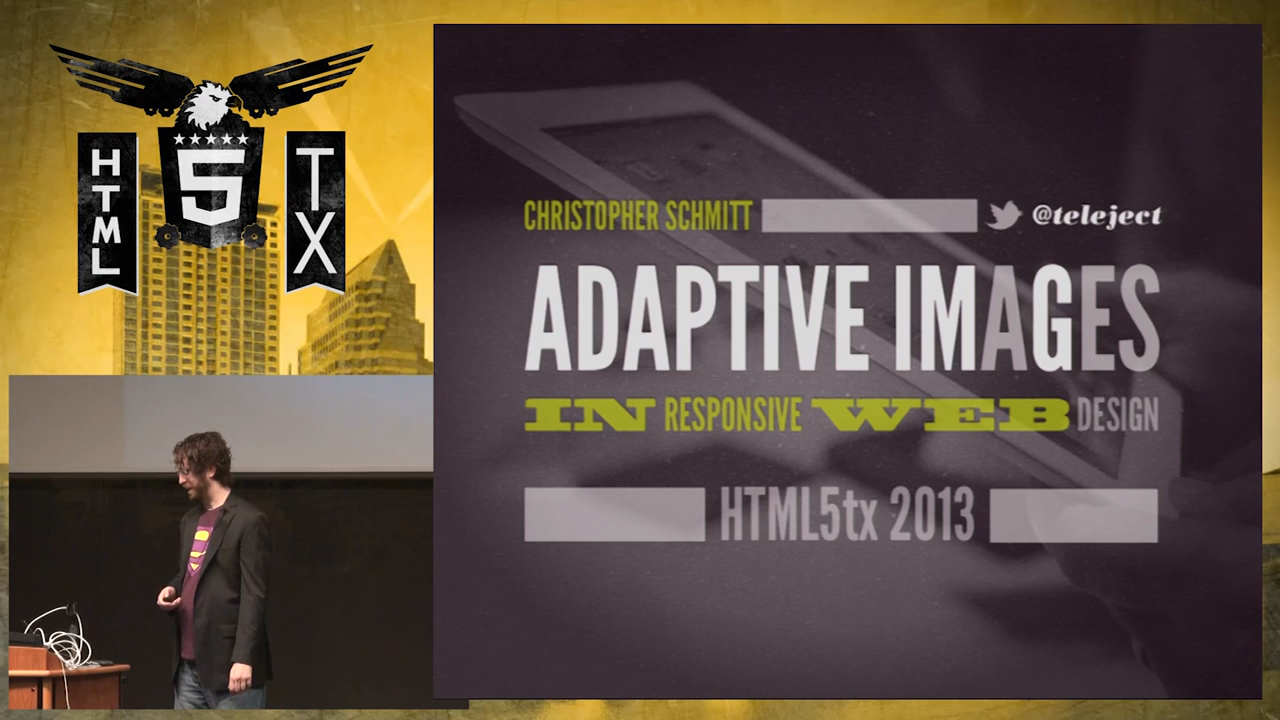 HTML
5
TX
CHRISTOPHER SCHMITT @teleject
ADAPTIVE IMAGES
IN RESPONSIVE WEB DESIGN
HTML5tx 2013